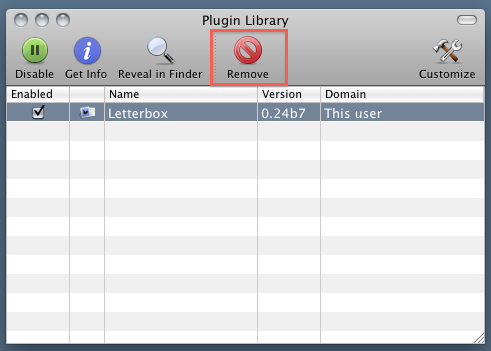 Plugin Library
Disable Get Info Reveal in Finder Remove Customize
Enabled Name Version Domain
Letterbox 0.24b7 This user